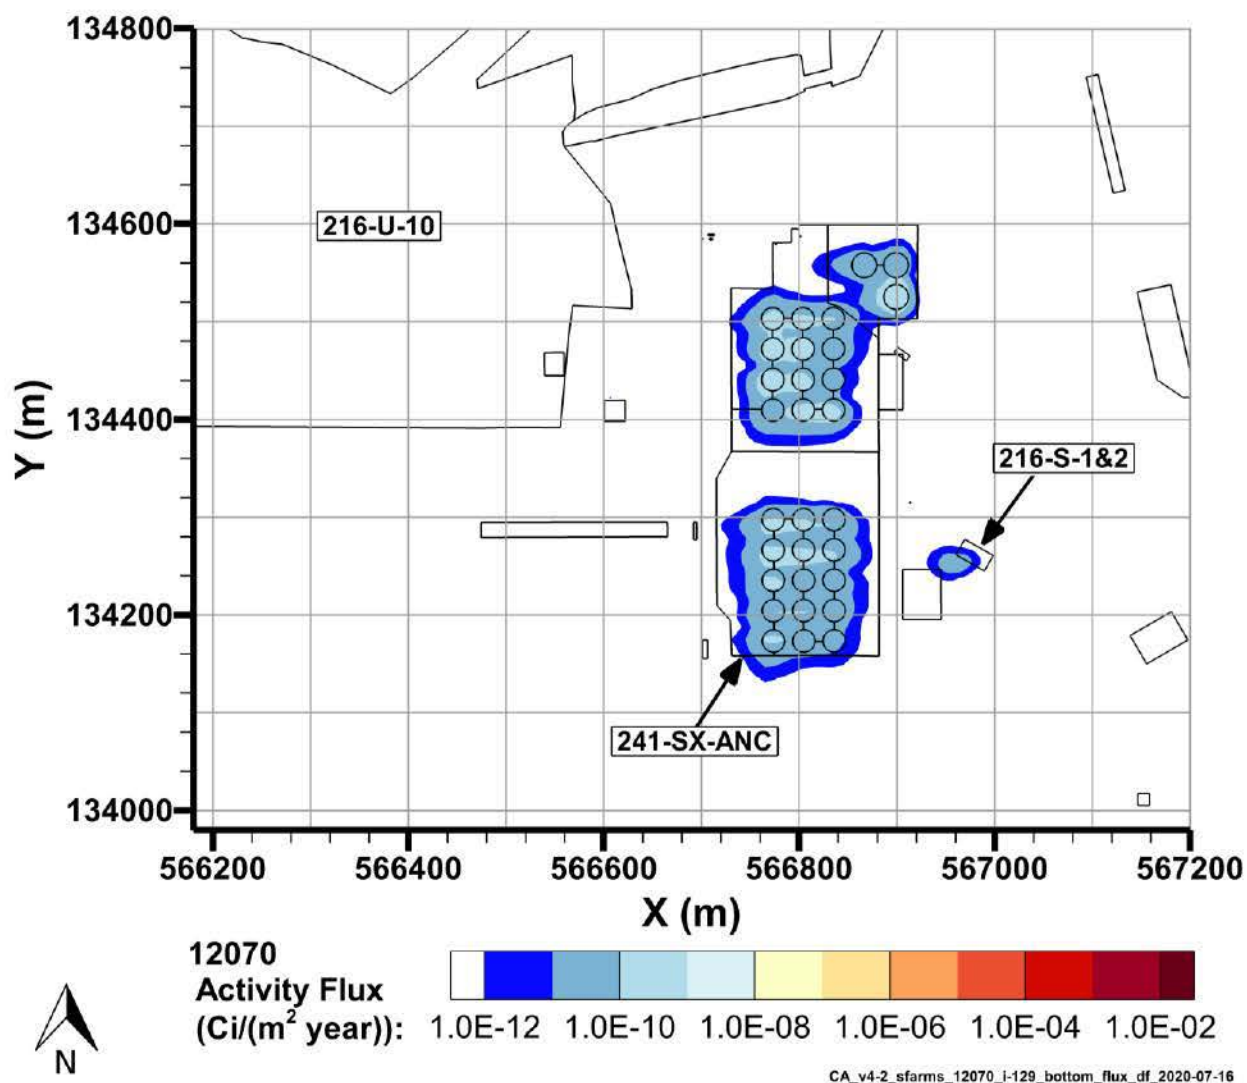 134800
134600
134400
134200
134000
Y (m)
216-U-10
216-S-1&2
241-SX-ANC
566200 566400 566600 566800 567000 567200
X (m)
12070
Activity Flux
(Ci/(m² year)):
1.0E-12 1.0E-10 1.0E-08 1.0E-06 1.0E-04 1.0E-02
N
CA_v4-2_sfarms_12070_i-129_bottom_flux_df_2020-07-16